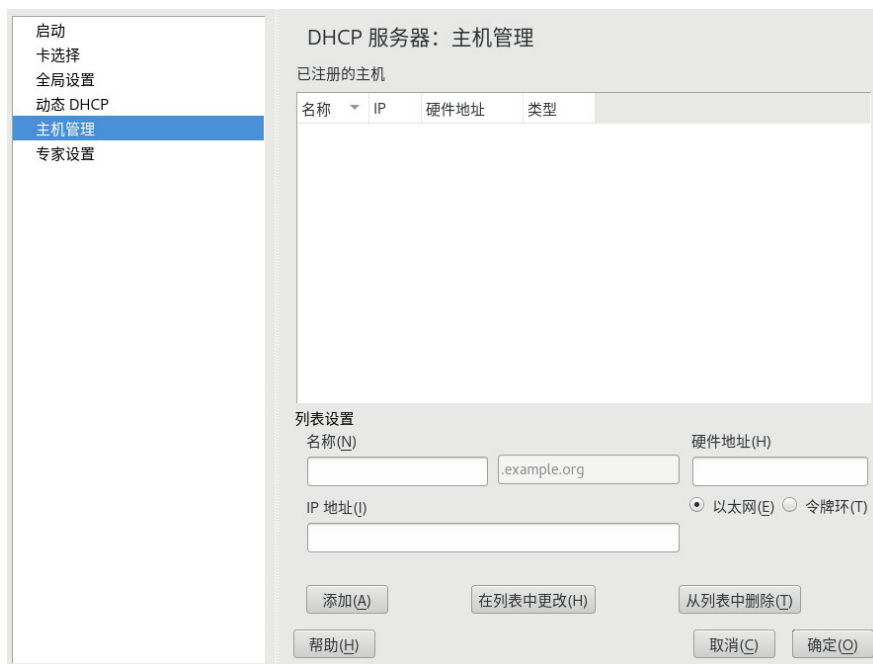 启动
卡选择
全局设置
动态 DHCP
主机管理
专家设置
DHCP 服务器：主机管理
已注册的主机
名称 IP 硬件地址 类型
列表设置
名称(N) 硬件地址(H)
.example.org
IP 地址(I) 以太网(E) 令牌环(T)
添加(A) 在列表中更改(H) 从列表中删除(T)
帮助(H) 取消(C) 确定(O)